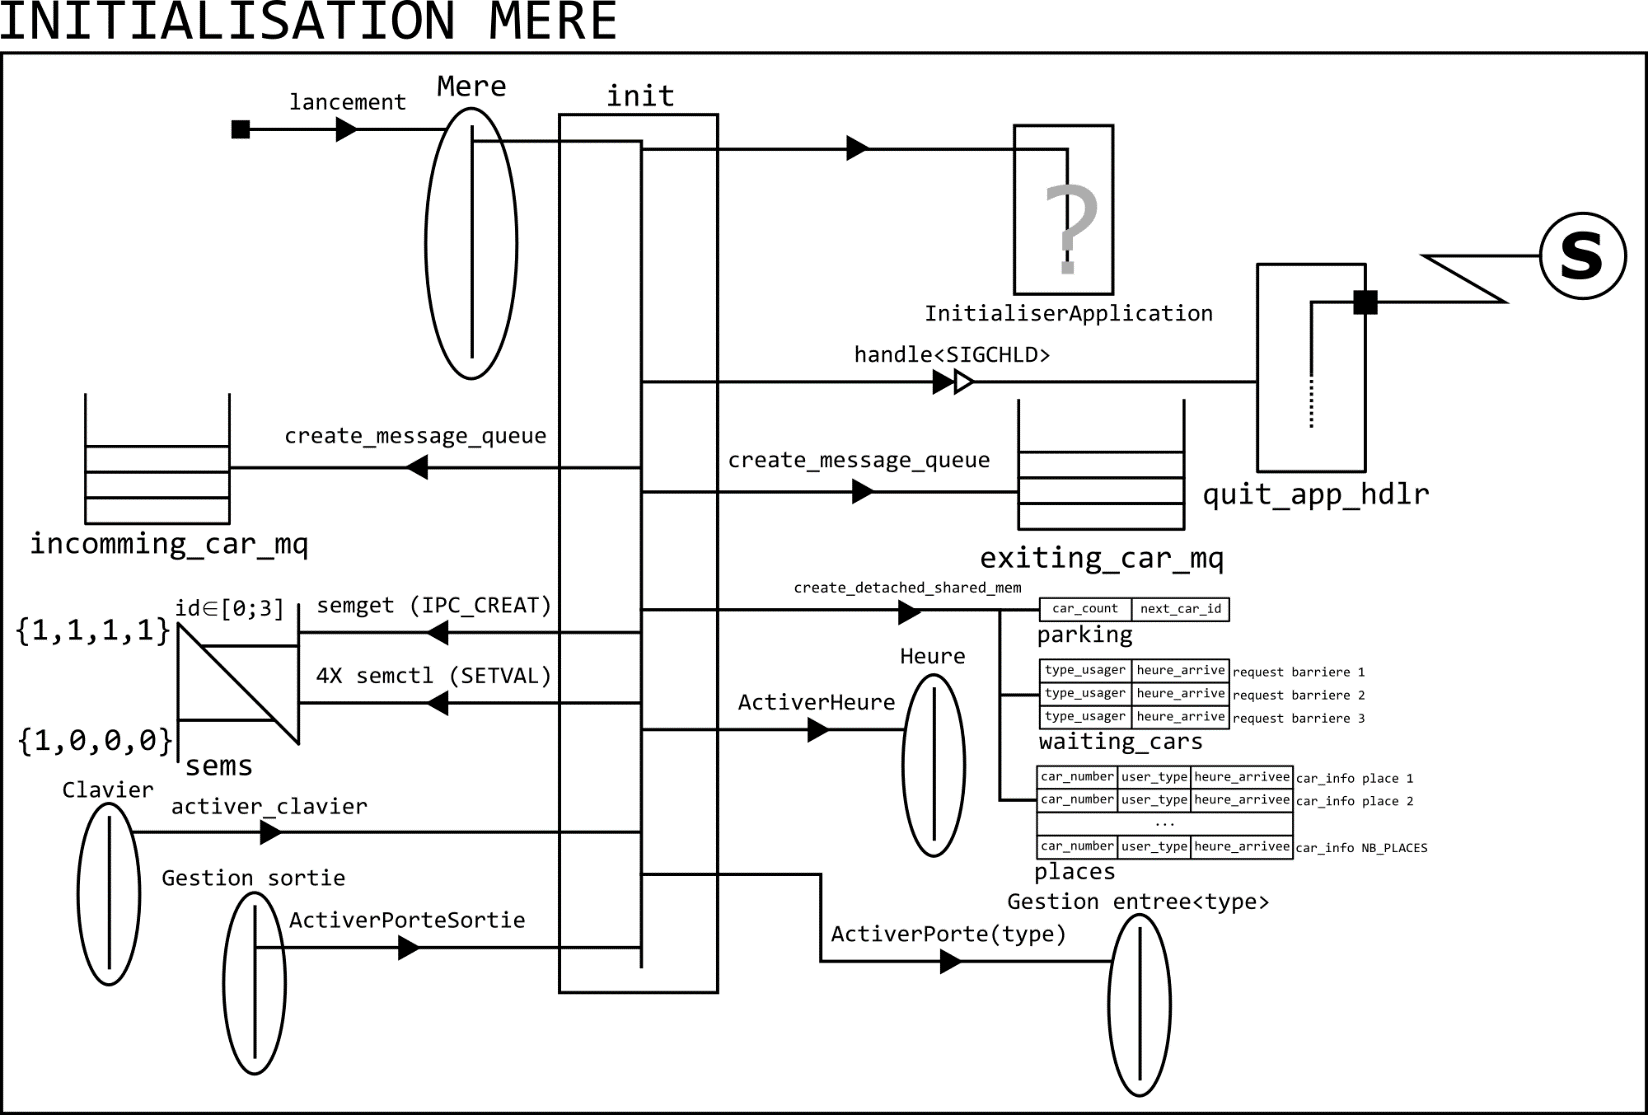 INITIALISATION MERE
lancement
Mere
init
?
S
InitialiserApplication
handle<SIGCHLD>
create_message_queue
create_message_queue
quit_app_hdlr
incomming_car_mq
exiting_car_mq
create_detached_shared_mem
id∈[0;3]
semget (IPC_CREAT)
car_count next_car_id
{1,1,1,1}
parking
Heure
4X semctl (SETVAL)
type_usager heure_arrive request barriere 1
type_usager heure_arrive request barriere 2
type_usager heure_arrive request barriere 3
ActiverHeure
{1,0,0,0}
waiting_cars
sems
Clavier
activer_clavier
car_number user_type heure_arrivee car_info place 1
car_number user_type heure_arrivee car_info place 2
...
car_number user_type heure_arrivee car_info NB_PLACES
places
Gestion sortie
Gestion entree<type>
ActiverPorteSortie
ActiverPorte(type)